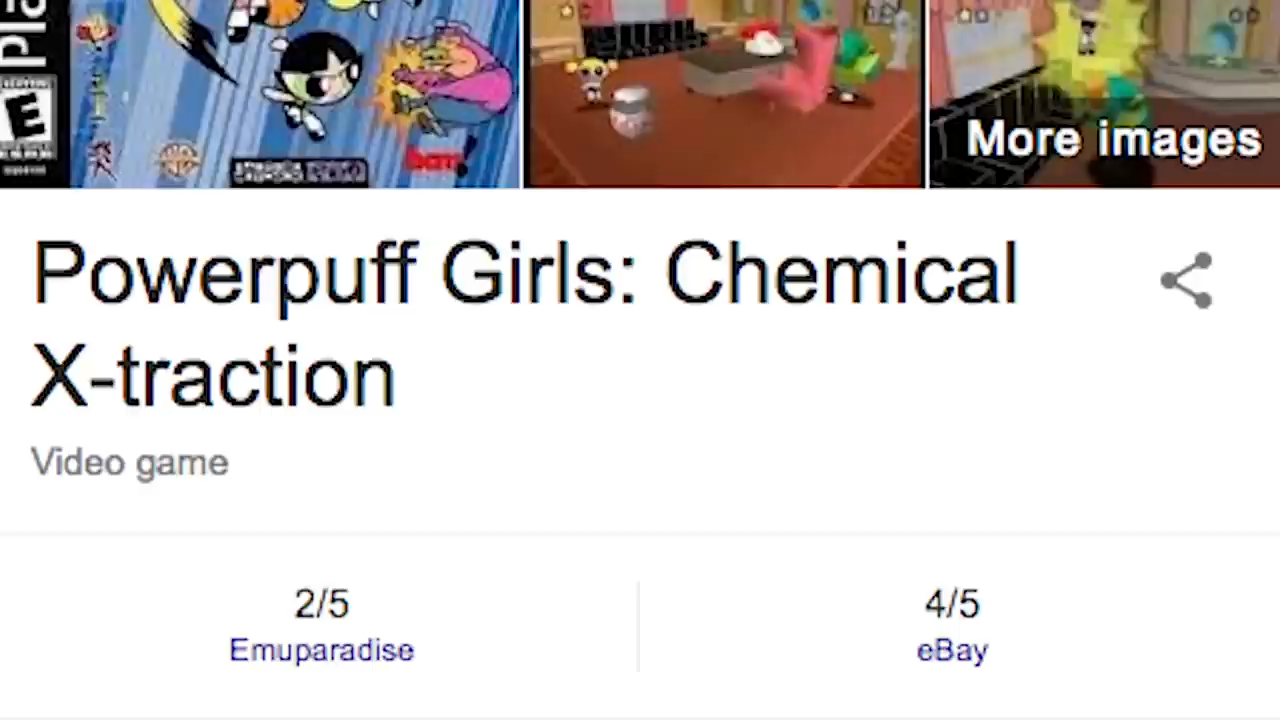 E
More images
Powerpuff Girls: Chemical
X-traction
Video game
2/5
4/5
Emuparadise
eBay